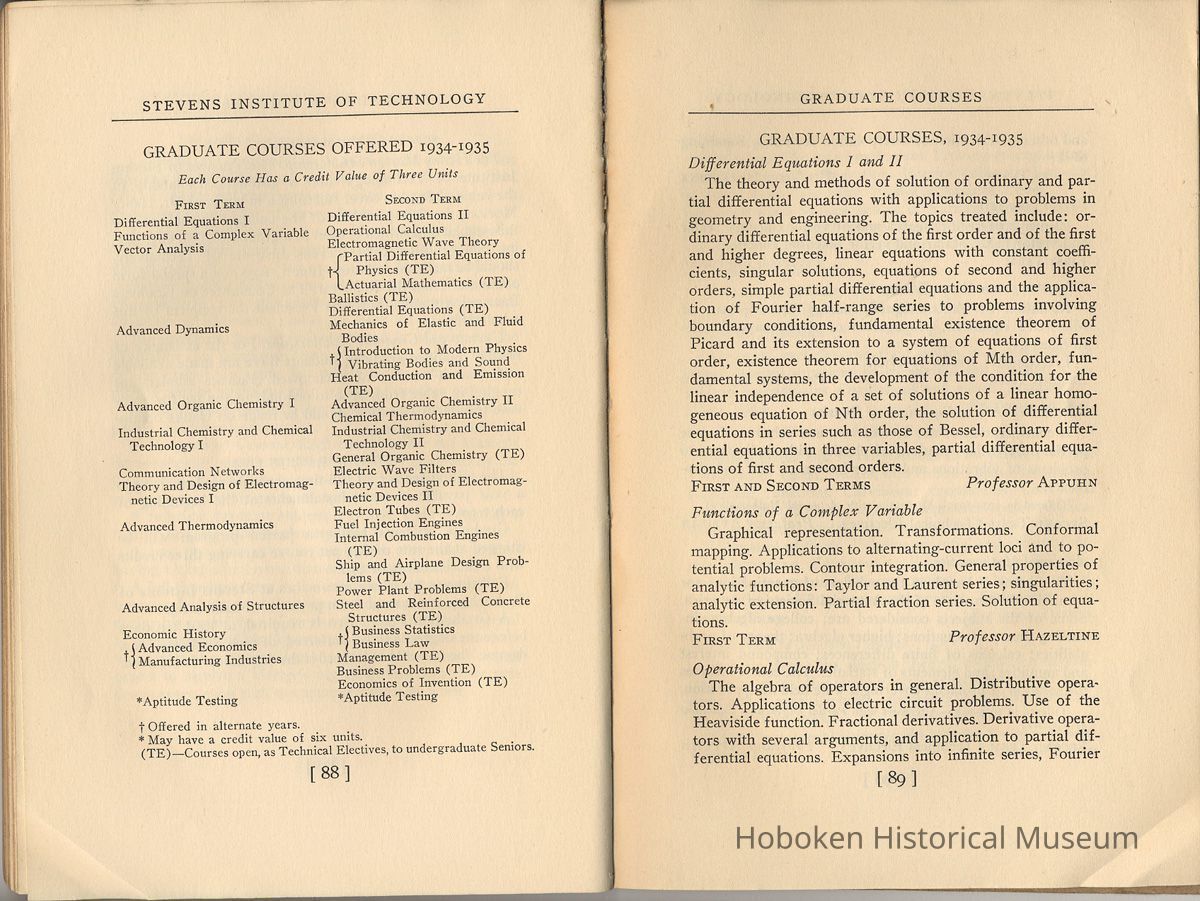 STEVENS INSTITUTE OF TECHNOLOGY
GRADUATE COURSES OFFERED 1934-1935
Each Course Has a Credit Value of Three Units
FIRST TERM
Differential Equations I
Functions of a Complex Variable
Vector Analysis
Advanced Dynamics
Advanced Organic Chemistry I
Industrial Chemistry and Chemical
Technology I
Communication Networks
Theory and Design of Electromag-
netic Devices I
Advanced Thermodynamics
Advanced Analysis of Structures
Economic History
†{Advanced Economics
Manufacturing Industries
*Aptitude Testing
SECOND TERM
Differential Equations II
Operational Calculus
Electromagnetic Wave Theory
†{Partial Differential Equations of
Physics (TE)
Actuarial Mathematics (TE)
Ballistics (TE)
Differential Equations (TE)
Mechanics of Elastic and Fluid
Bodies
†{Introduction to Modern Physics
Vibrating Bodies and Sound
Heat Conduction and Emission
(TE)
Advanced Organic Chemistry II
Chemical Thermodynamics
Industrial Chemistry and Chemical
Technology II
General Organic Chemistry (TE)
Electric Wave Filters
Theory and Design of Electromag-
netic Devices II
Electron Tubes (TE)
Fuel Injection Engines
Internal Combustion Engines
(TE)
Ship and Airplane Design Prob-
lems (TE)
Power Plant Problems (TE)
Steel and Reinforced Concrete
Structures (TE)
†{Business Statistics
Business Law
Management (TE)
Business Problems (TE)
Economics of Invention (TE)
*Aptitude Testing
† Offered in alternate years.
* May have a credit value of six units.
(TE)—Courses open, as Technical Electives, to undergraduate Seniors.
[ 88 ]
GRADUATE COURSES
GRADUATE COURSES, 1934-1935
Differential Equations I and II
The theory and methods of solution of ordinary and par-
tial differential equations with applications to problems in
geometry and engineering. The topics treated include: or-
dinary differential equations of the first order and of the first
and higher degrees, linear equations with constant coeffi-
cients, singular solutions, equations of second and higher
orders, simple partial differential equations and the applica-
tion of Fourier half-range series to problems involving
boundary conditions, fundamental existence theorem of
Picard and its extension to a system of equations of first
order, existence theorem for equations of Mth order, fun-
damental systems, the development of the condition for the
linear independence of a set of solutions of a linear homo-
geneous equation of Nth order, the solution of differential
equations in series such as those of Bessel, ordinary differ-
ential equations in three variables, partial differential equa-
tions of first and second orders.
FIRST AND SECOND TERMS Professor APPUHN
Functions of a Complex Variable
Graphical representation. Transformations. Conformal
mapping. Applications to alternating-current loci and to po-
tential problems. Contour integration. General properties of
analytic functions: Taylor and Laurent series; singularities;
analytic extension. Partial fraction series. Solution of equa-
tions.
FIRST TERM Professor HAZELTINE
Operational Calculus
The algebra of operators in general. Distributive opera-
tors. Applications to electric circuit problems. Use of the
Heaviside function. Fractional derivatives. Derivative opera-
tors with several arguments, and application to partial dif-
ferential equations. Expansions into infinite series, Fourier
[ 89 ]
Hoboken Historical Museum